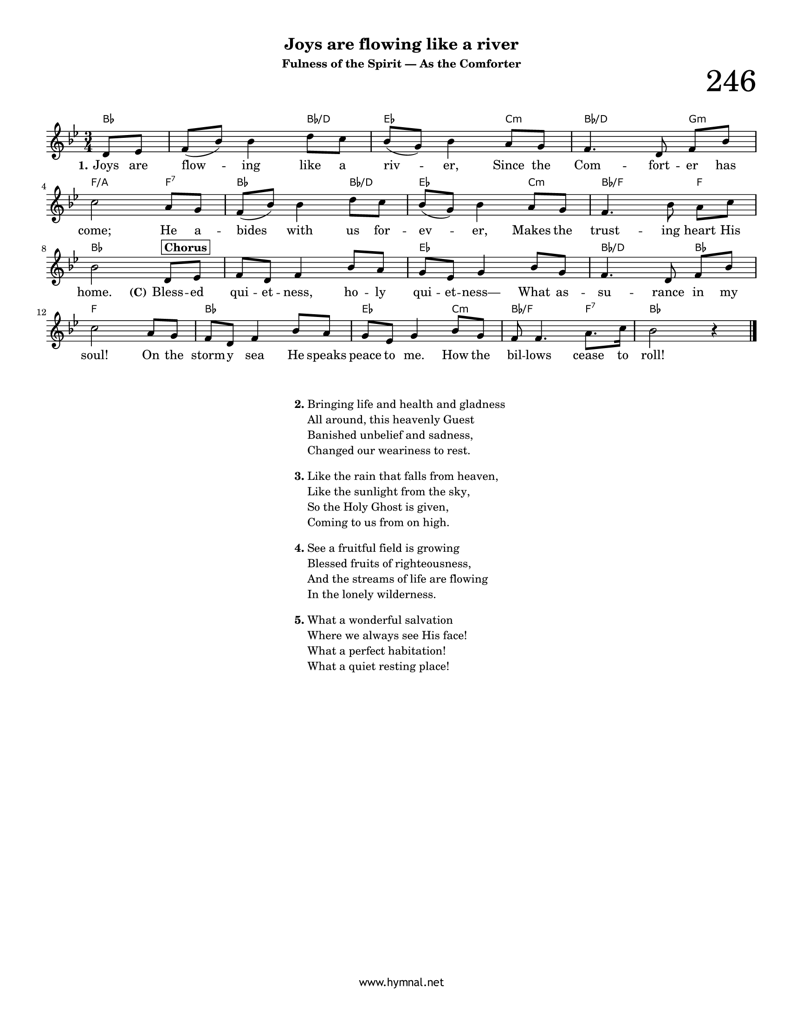 Joys are flowing like a river
Fulness of the Spirit — As the Comforter
246
B♭ B♭/D E♭ Cm B♭/D Gm
1. Joys are flow - ing like a riv - er, Since the Com - fort - er has
4 F/A F7 B♭ B♭/D E♭ Cm B♭/F F
come; He a - bides with us for - ev - er, Makes the trust - ing heart His
8 B♭ Chorus E♭ B♭/D B♭
home. (C) Bless - ed qui - et - ness, ho - ly qui - et - ness— What as - su - rance in my
12 F B♭ E♭ Cm B♭/F F7 B♭
soul! On the stormy sea He speaks peace to me. How the bil - lows cease to roll!
2. Bringing life and health and gladness
All around, this heavenly Guest
Banished unbelief and sadness,
Changed our weariness to rest.
3. Like the rain that falls from heaven,
Like the sunlight from the sky,
So the Holy Ghost is given,
Coming to us from on high.
4. See a fruitful field is growing
Blessed fruits of righteousness,
And the streams of life are flowing
In the lonely wilderness.
5. What a wonderful salvation
Where we always see His face!
What a perfect habitation!
What a quiet resting place!
www.hymnal.net